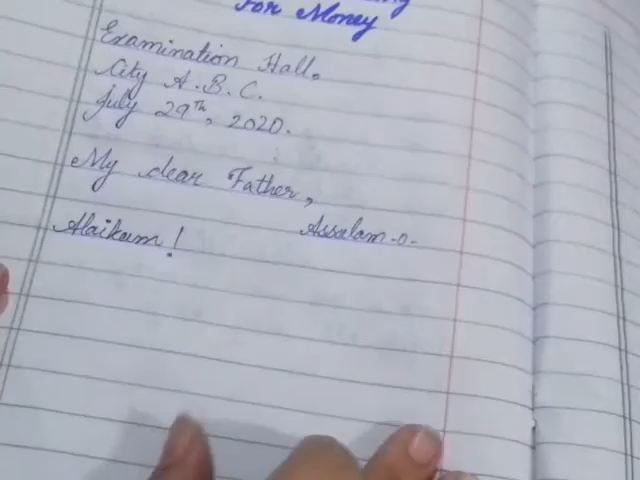 For Money
Examination Hall.
City A.B.C.
July 29th, 2020.
My dear Father,
Assalam-o-
Alaikum!